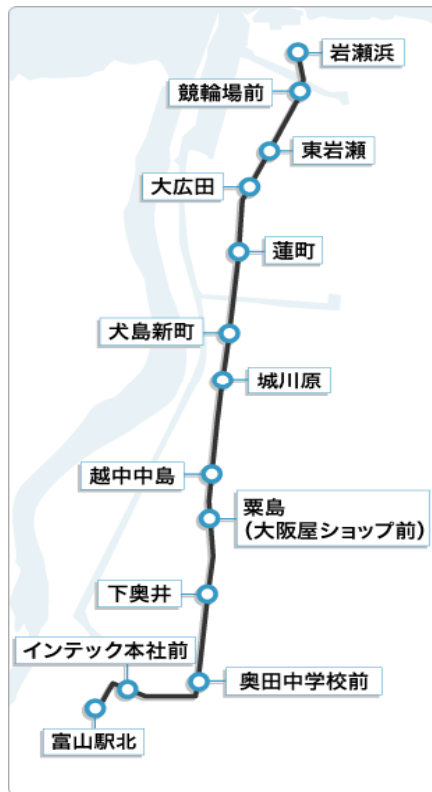 岩瀬浜
競輪場前
東岩瀬
大広田
蓮町
犬島新町
城川原
越中中島
粟島
（大阪屋ショップ前）
下奥井
インテック本社前
奥田中学校前
富山駅北